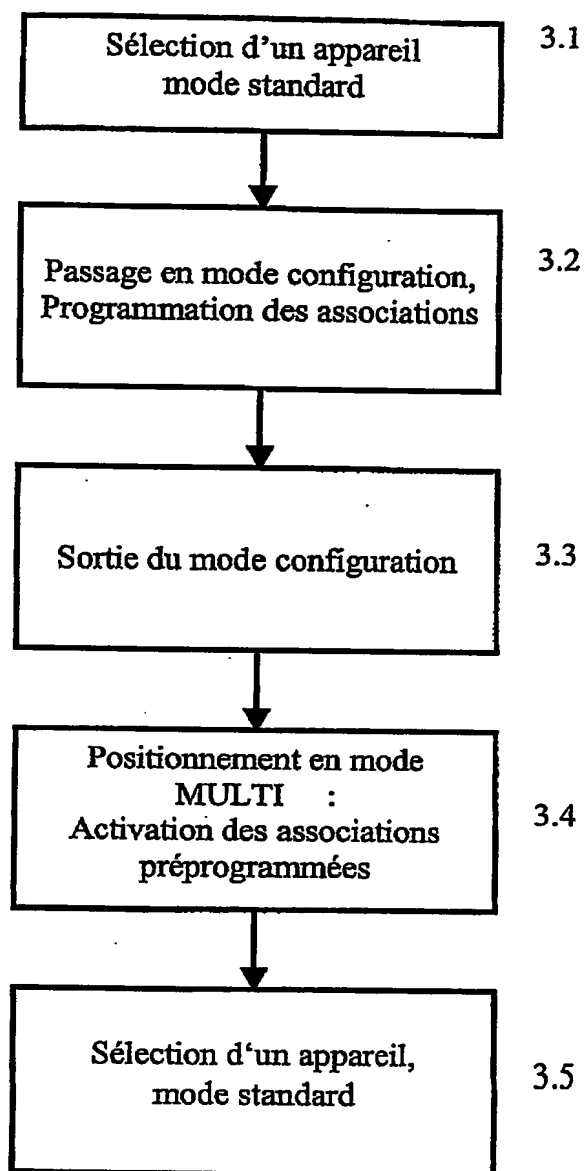 Sélection d'un appareil
mode standard
3.1
Passage en mode configuration,
Programmation des associations
3.2
Sortie du mode configuration
3.3
Positionnement en mode
MULTI :
Activation des associations
préprogrammées
3.4
Sélection d‘un appareil,
mode standard
3.5